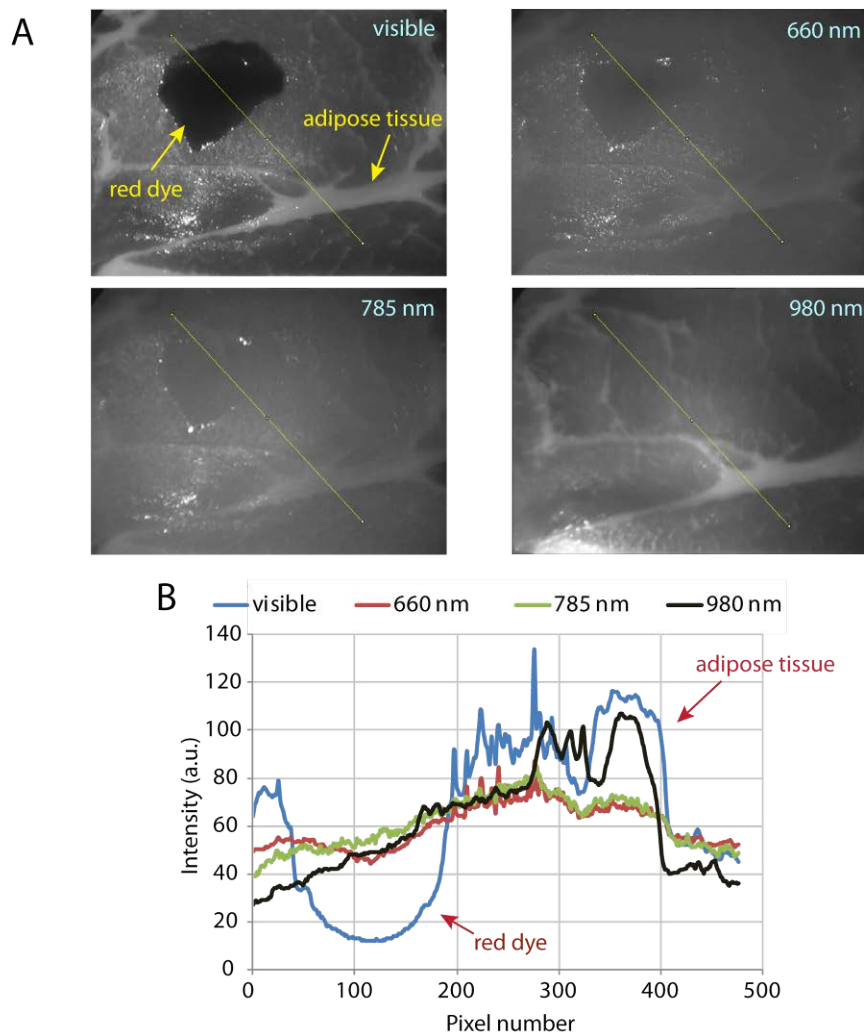 A
visible
red dye
adipose tissue
660 nm
785 nm
980 nm
B
visible 660 nm 785 nm 980 nm
140
120
100
80
60
40
20
0
Intensity (a.u.)
adipose tissue
red dye
0 100 200 300 400 500
Pixel number